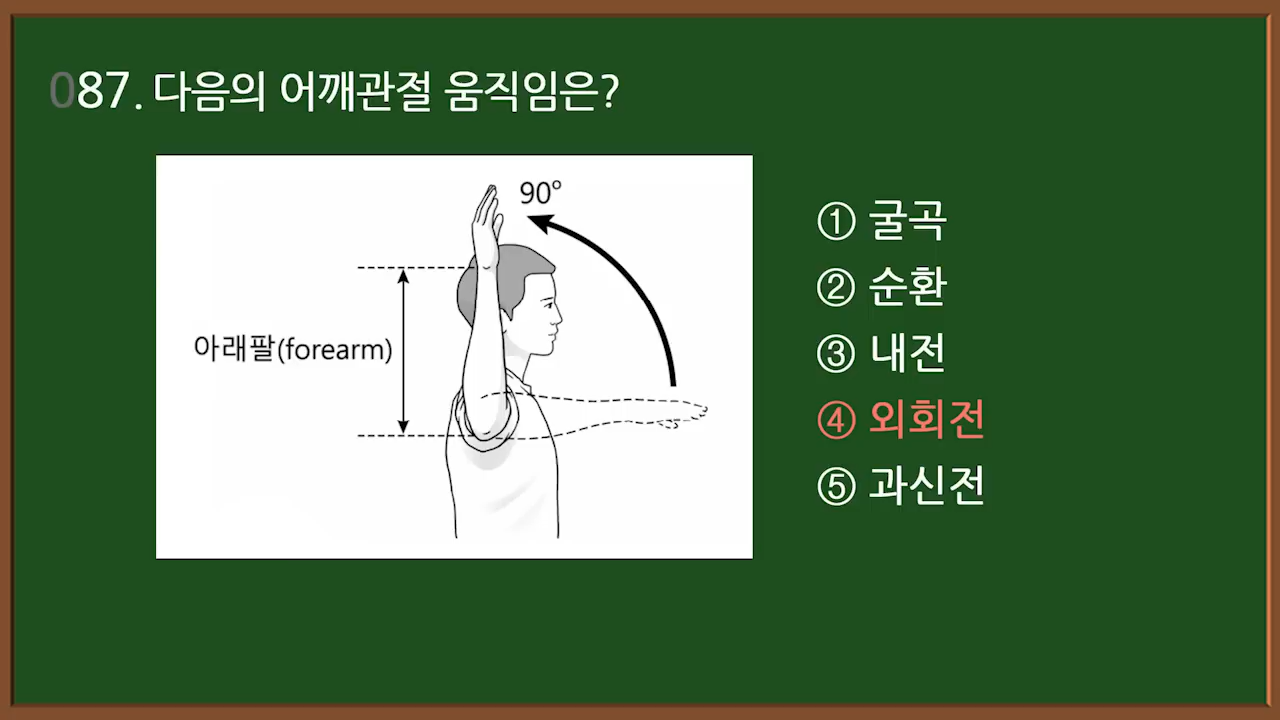 087. 다음의 어깨관절 움직임은?
90°
아래팔(forearm)
① 굴곡
② 순환
③ 내전
④ 외회전
⑤ 과신전